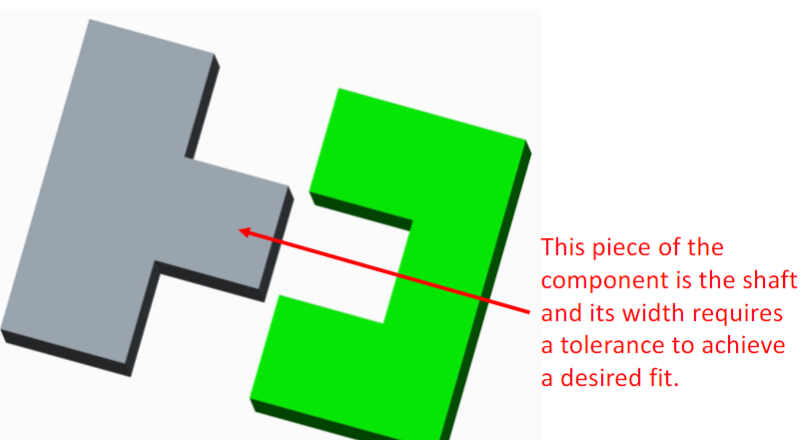 This piece of the
component is the shaft
and its width requires
a tolerance to achieve
a desired fit.